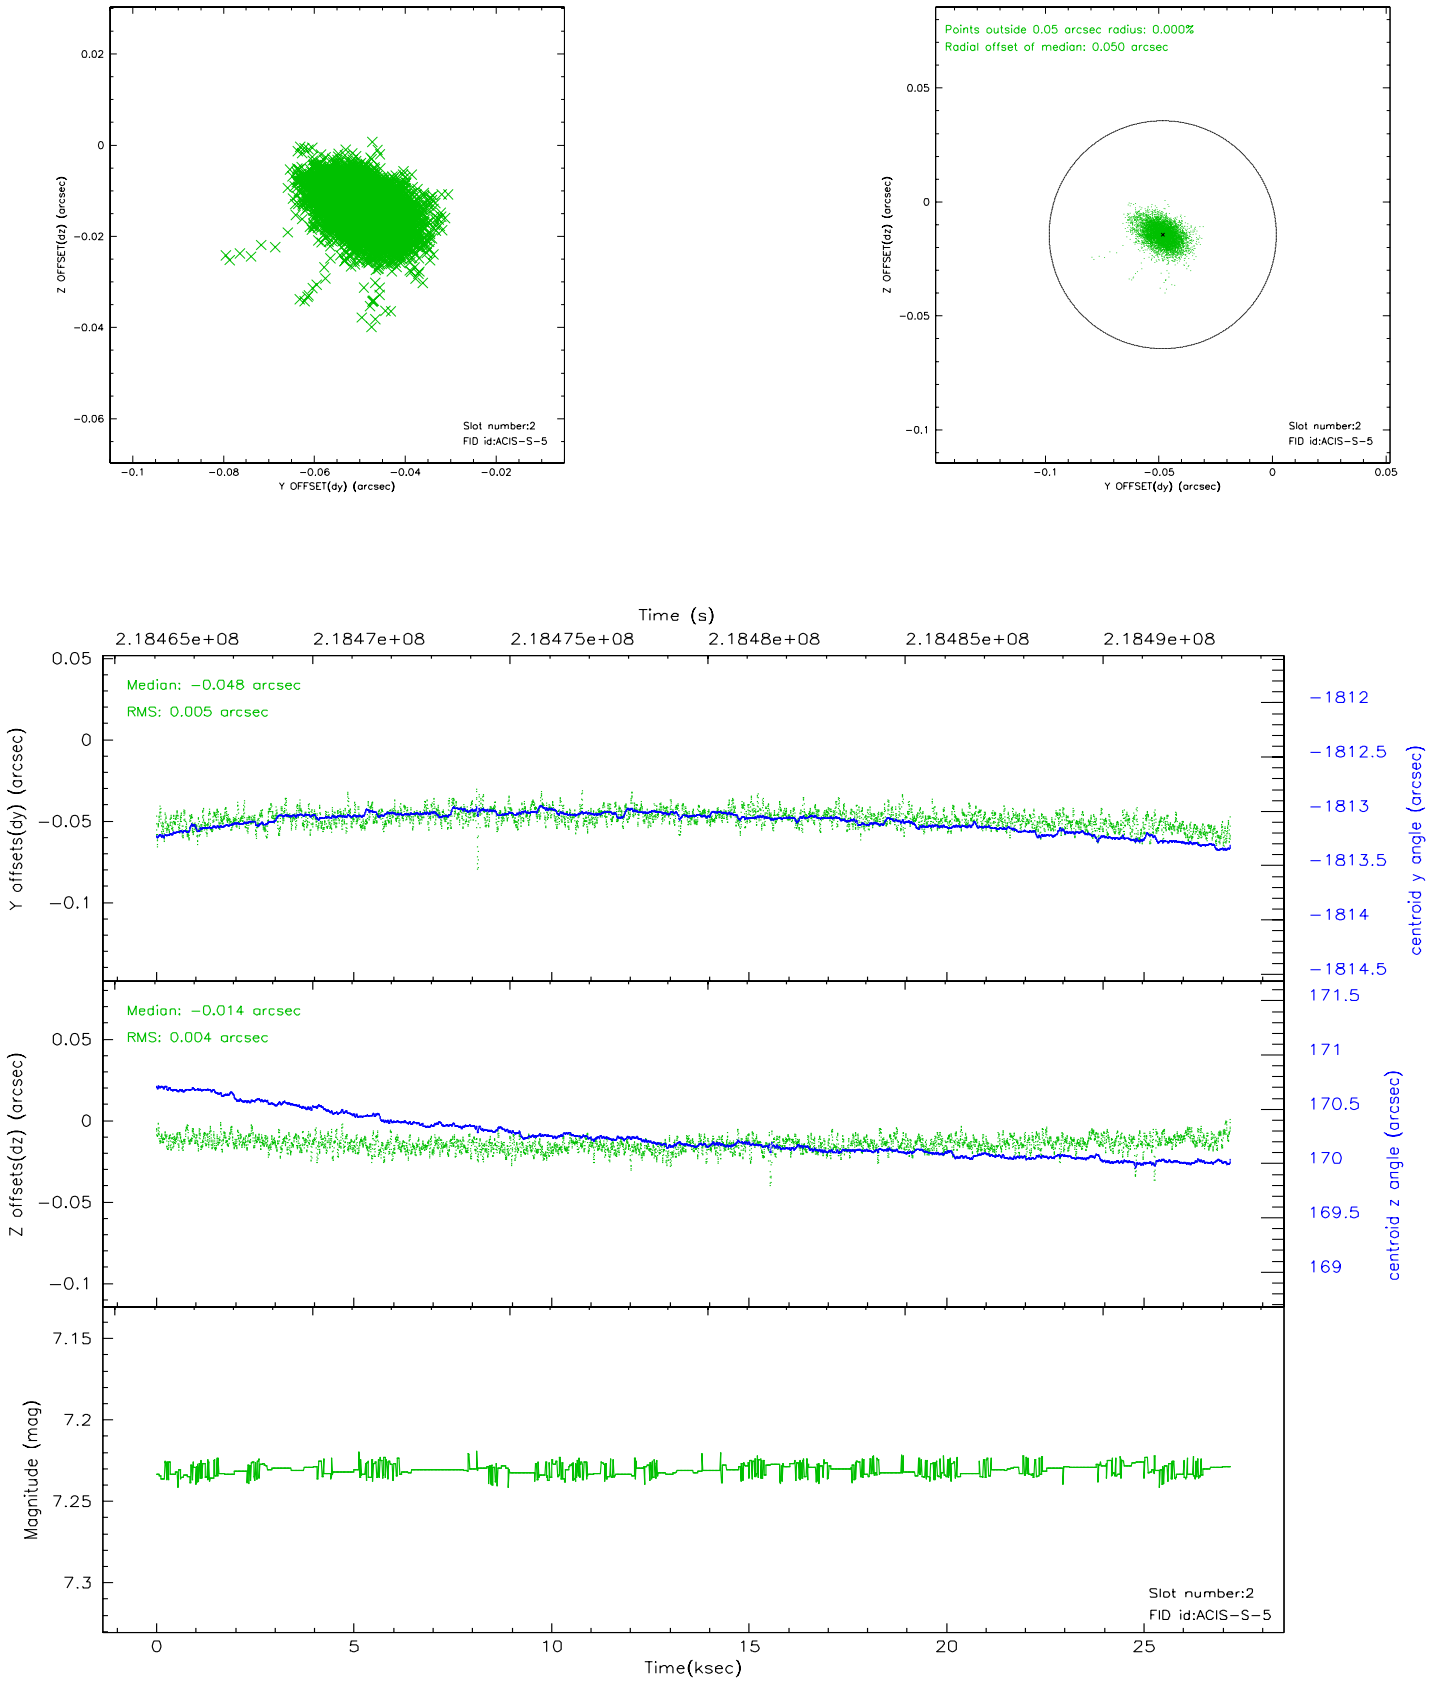 0.02
0
−0.02
−0.04
−0.06
Z OFFSET(dz) (arcsec)
Slot number:2
FID id:ACIS−S−5
−0.1
−0.08
−0.06
−0.04
−0.02
Y OFFSET(dy) (arcsec)
Points outside 0.05 arcsec radius: 0.000%
Radial offset of median: 0.050 arcsec
0.05
0
−0.05
−0.1
Z OFFSET(dz) (arcsec)
Slot number:2
FID id:ACIS−S−5
−0.1
−0.05
0
0.05
Y OFFSET(dy) (arcsec)
Time (s)
2.18465e+08
2.1847e+08
2.18475e+08
2.1848e+08
2.18485e+08
2.1849e+08
0.05
0
−0.05
−0.1
Y offsets(dy) (arcsec)
Median: −0.048 arcsec
RMS: 0.005 arcsec
−1812
−1812.5
−1813
−1813.5
−1814
−1814.5
centroid y angle (arcsec)
0.05
0
−0.05
−0.1
Z offsets(dz) (arcsec)
Median: −0.014 arcsec
RMS: 0.004 arcsec
171.5
171
170.5
170
169.5
169
centroid z angle (arcsec)
7.15
7.2
7.25
7.3
Magnitude (mag)
Slot number:2
FID id:ACIS−S−5
0
5
10
15
20
25
Time(ksec)